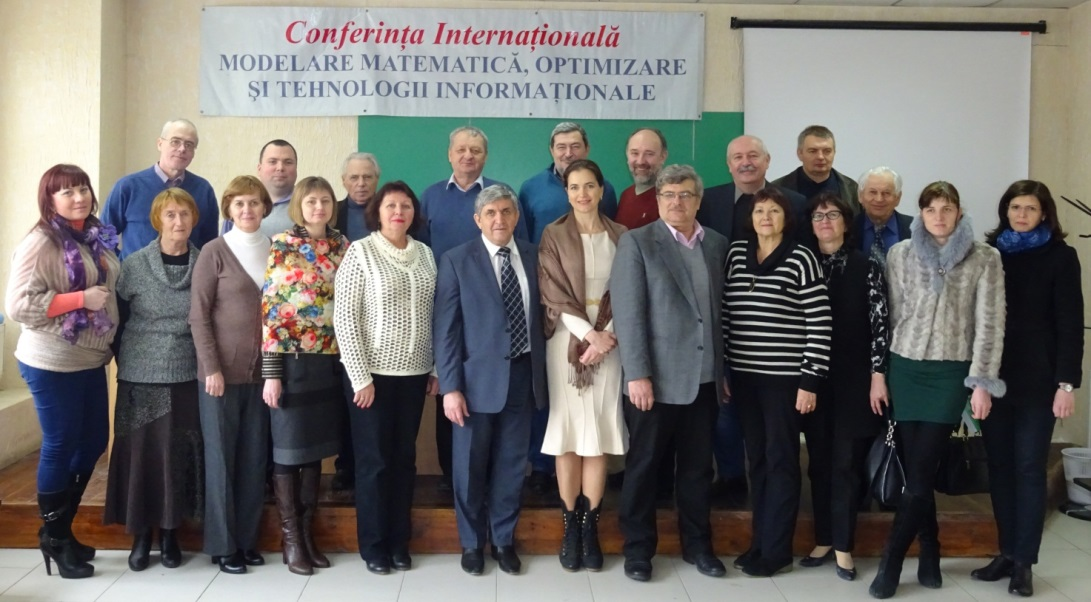 Conferința Internațională
MODELARE MATEMATICĂ, OPTIMIZARE
ȘI TEHNOLOGII INFORMAȚIONALE